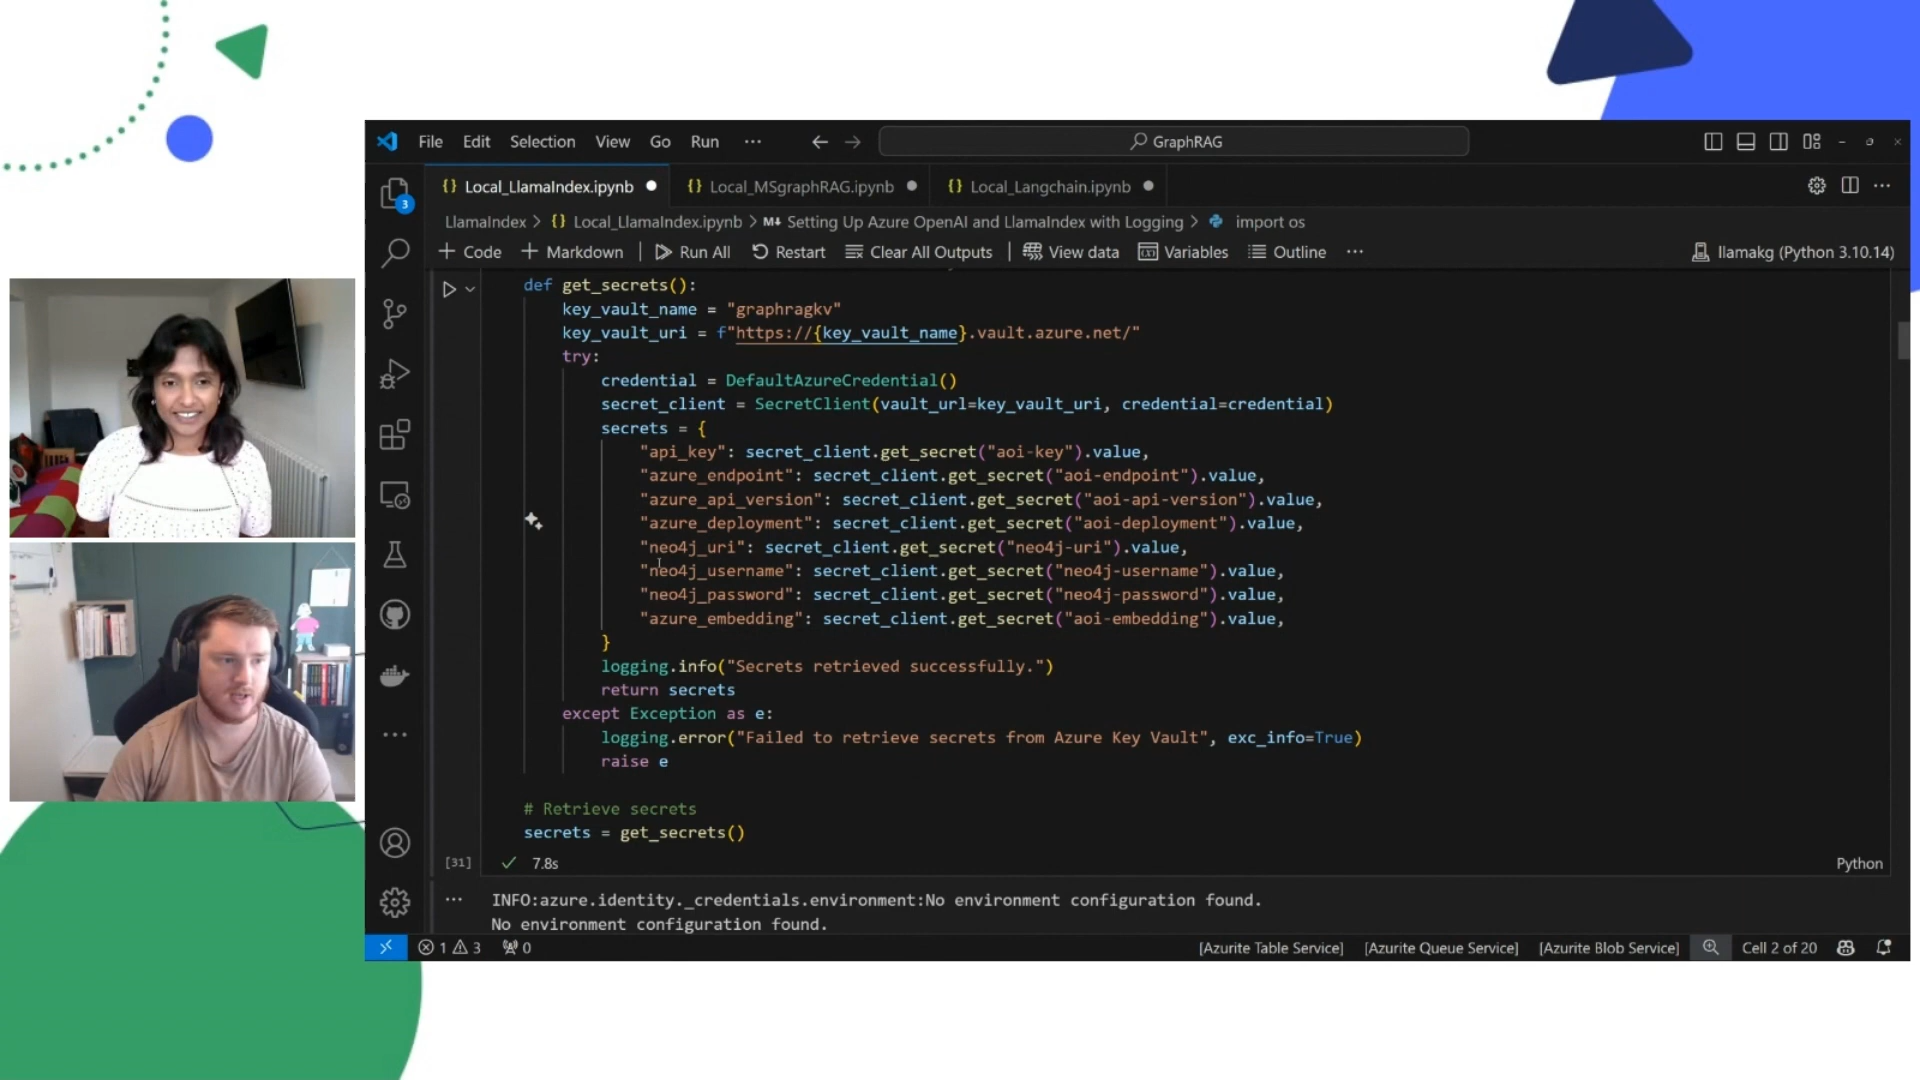 File Edit Selection View Go Run ··· GraphRAG
Local_LlamaIndex.ipynb Local_MSgraphRAG.ipynb Local_Langchain.ipynb
LlamaIndex > {} Local_LlamaIndex.ipynb > M↓ Setting Up Azure OpenAI and LlamaIndex with Logging > import os
+ Code + Markdown | Run All Restart Clear All Outputs | View data Variables Outline ··· llamakg (Python 3.10.14)
3
def get_secrets():
key_vault_name = "graphragkv"
key_vault_uri = f"https://{key_vault_name}.vault.azure.net/"
try:
credential = DefaultAzureCredential()
secret_client = SecretClient(vault_url=key_vault_uri, credential=credential)
secrets = {
"api_key": secret_client.get_secret("aoi-key").value,
"azure_endpoint": secret_client.get_secret("aoi-endpoint").value,
"azure_api_version": secret_client.get_secret("aoi-api-version").value,
"azure_deployment": secret_client.get_secret("aoi-deployment").value,
"neo4j_uri": secret_client.get_secret("neo4j-uri").value,
"neo4j_username": secret_client.get_secret("neo4j-username").value,
"neo4j_password": secret_client.get_secret("neo4j-password").value,
"azure_embedding": secret_client.get_secret("aoi-embedding").value,
}
logging.info("Secrets retrieved successfully.")
return secrets
except Exception as e:
logging.error("Failed to retrieve secrets from Azure Key Vault", exc_info=True)
raise e
# Retrieve secrets
secrets = get_secrets()
[31] ✓ 7.8s Python
··· INFO:azure.identity._credentials.environment:No environment configuration found.
No environment configuration found.
1 3 0 [Azurite Table Service] [Azurite Queue Service] [Azurite Blob Service] Cell 2 of 20